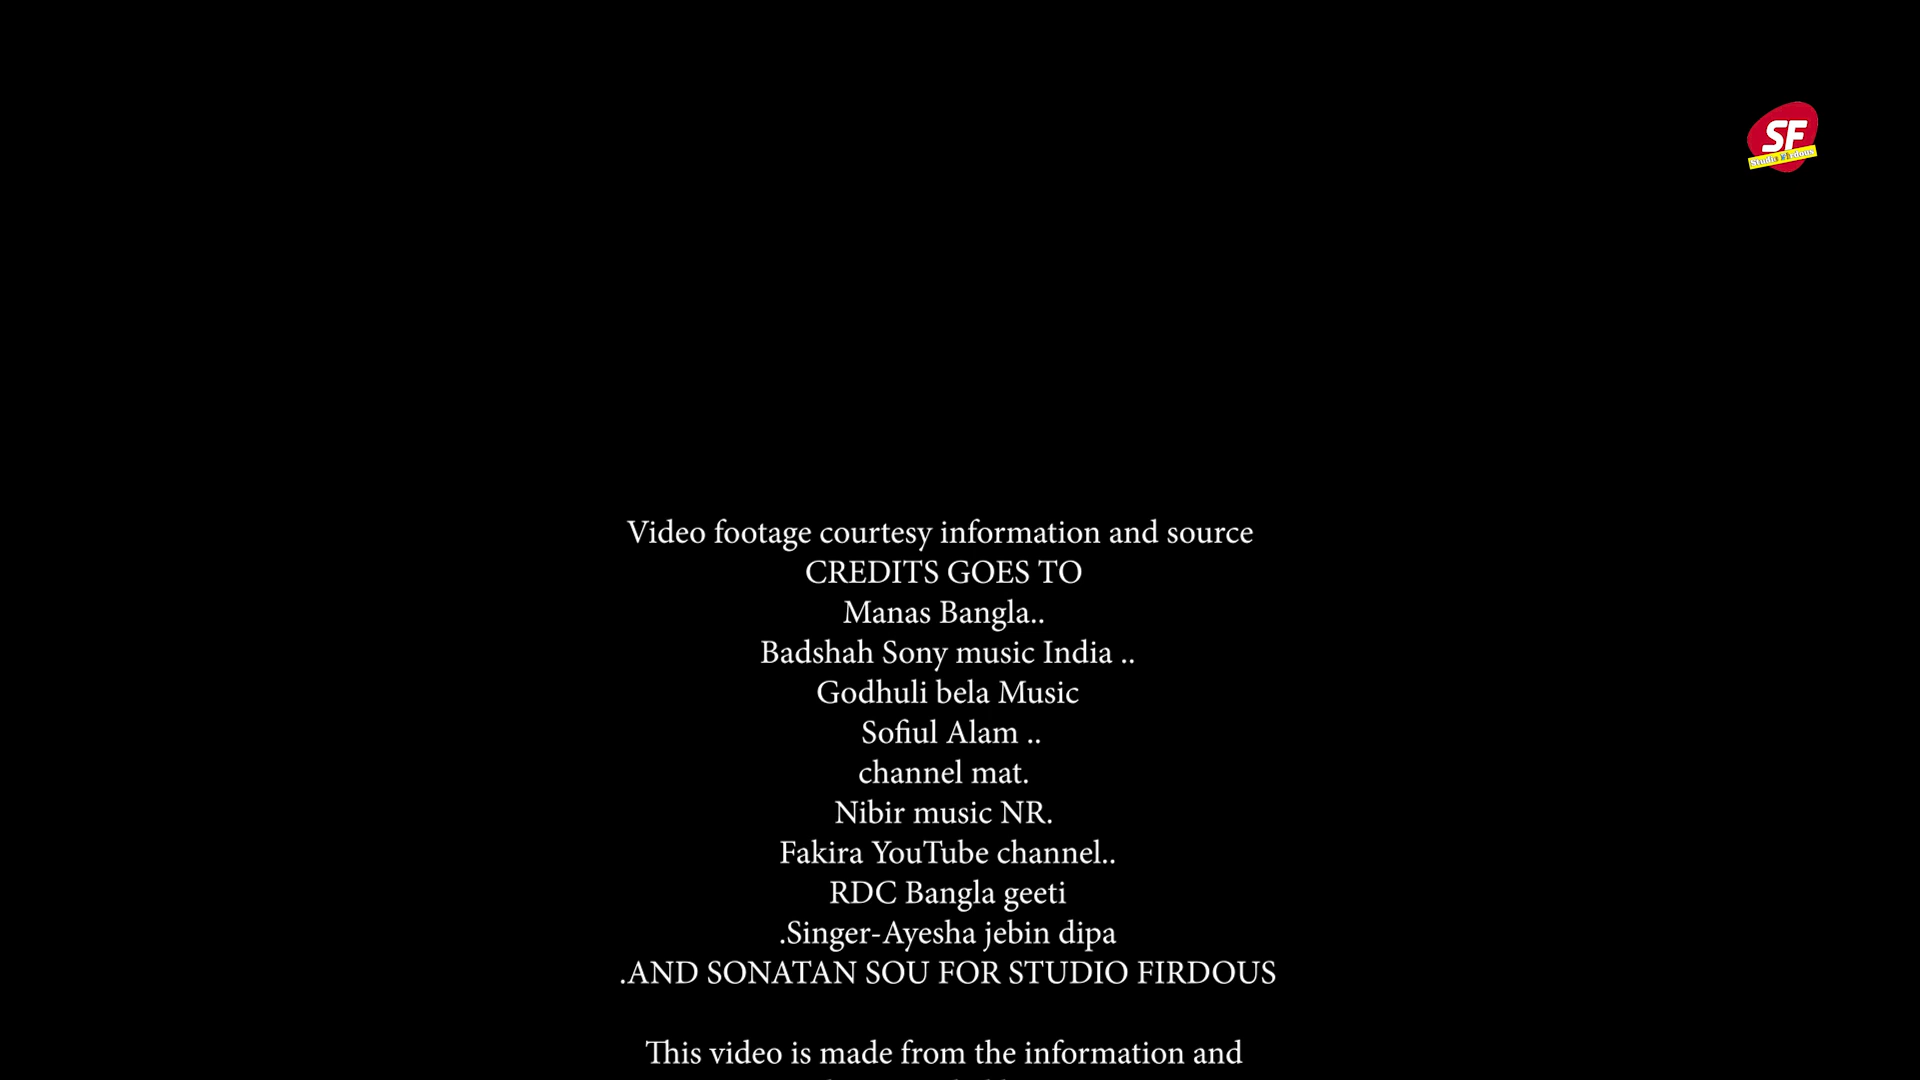 SF
Studio Firdous
Video footage courtesy information and source
CREDITS GOES TO
Manas Bangla..
Badshah Sony music India ..
Godhuli bela Music
Sofiul Alam ..
channel mat.
Nibir music NR.
Fakira YouTube channel..
RDC Bangla geeti
.Singer-Ayesha jebin dipa
.AND SONATAN SOU FOR STUDIO FIRDOUS
This video is made from the information and